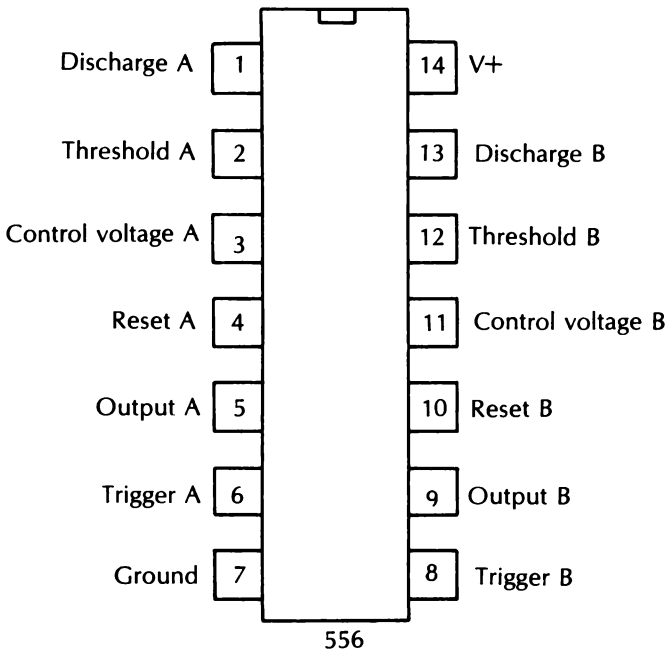 Discharge A 1 14 V+
Threshold A 2 13 Discharge B
Control voltage A 3 12 Threshold B
Reset A 4 11 Control voltage B
Output A 5 10 Reset B
Trigger A 6 9 Output B
Ground 7 8 Trigger B
556